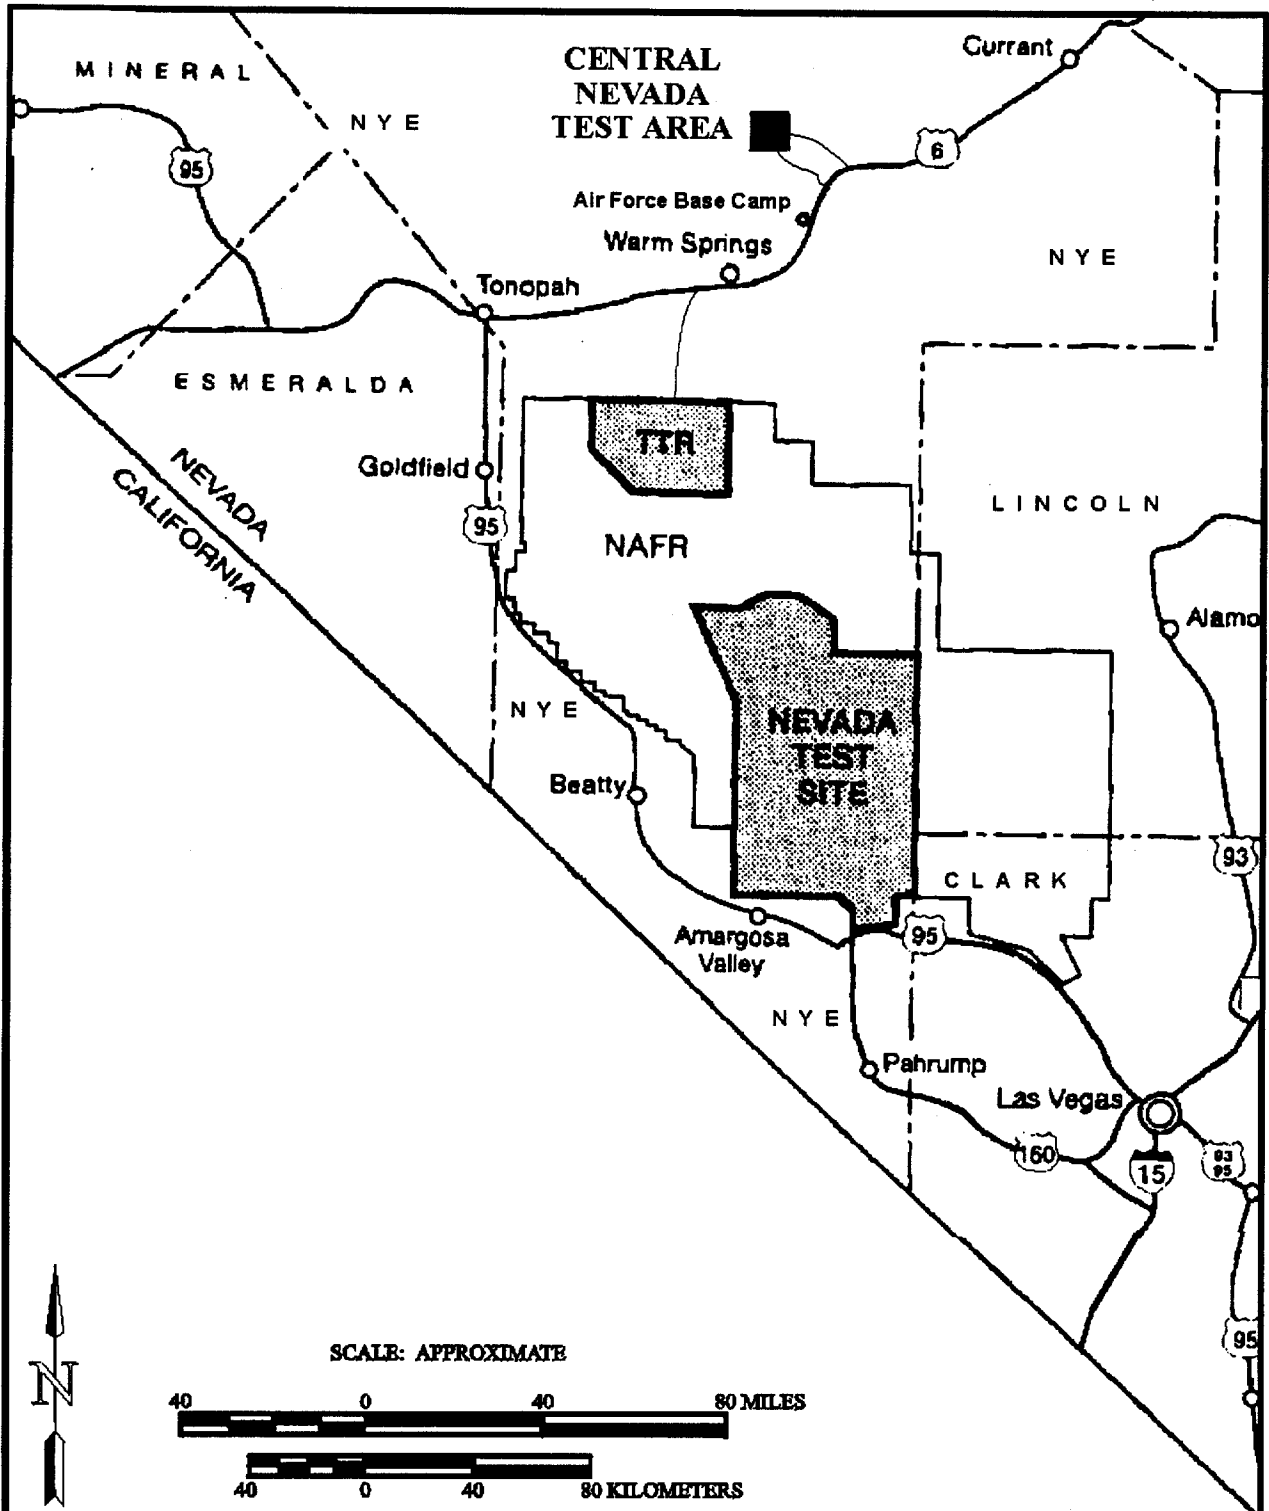 CENTRAL
NEVADA
TEST AREA
Currant
MINERAL
NYE
6
95
Air Force Base Camp
Warm Springs
NYE
Tonopah
ESMERALDA
TTR
Goldfield
NEVADA
CALIFORNIA
LINCOLN
95
NAFR
Alamo
NYE
NEVADA
TEST
SITE
Beatty
93
CLARK
Amargosa
Valley
95
NYE
Pahrump
Las Vegas
160
15
93
95
95
N
SCALE: APPROXIMATE
40 0 40 80 MILES
40 0 40 80 KILOMETERS